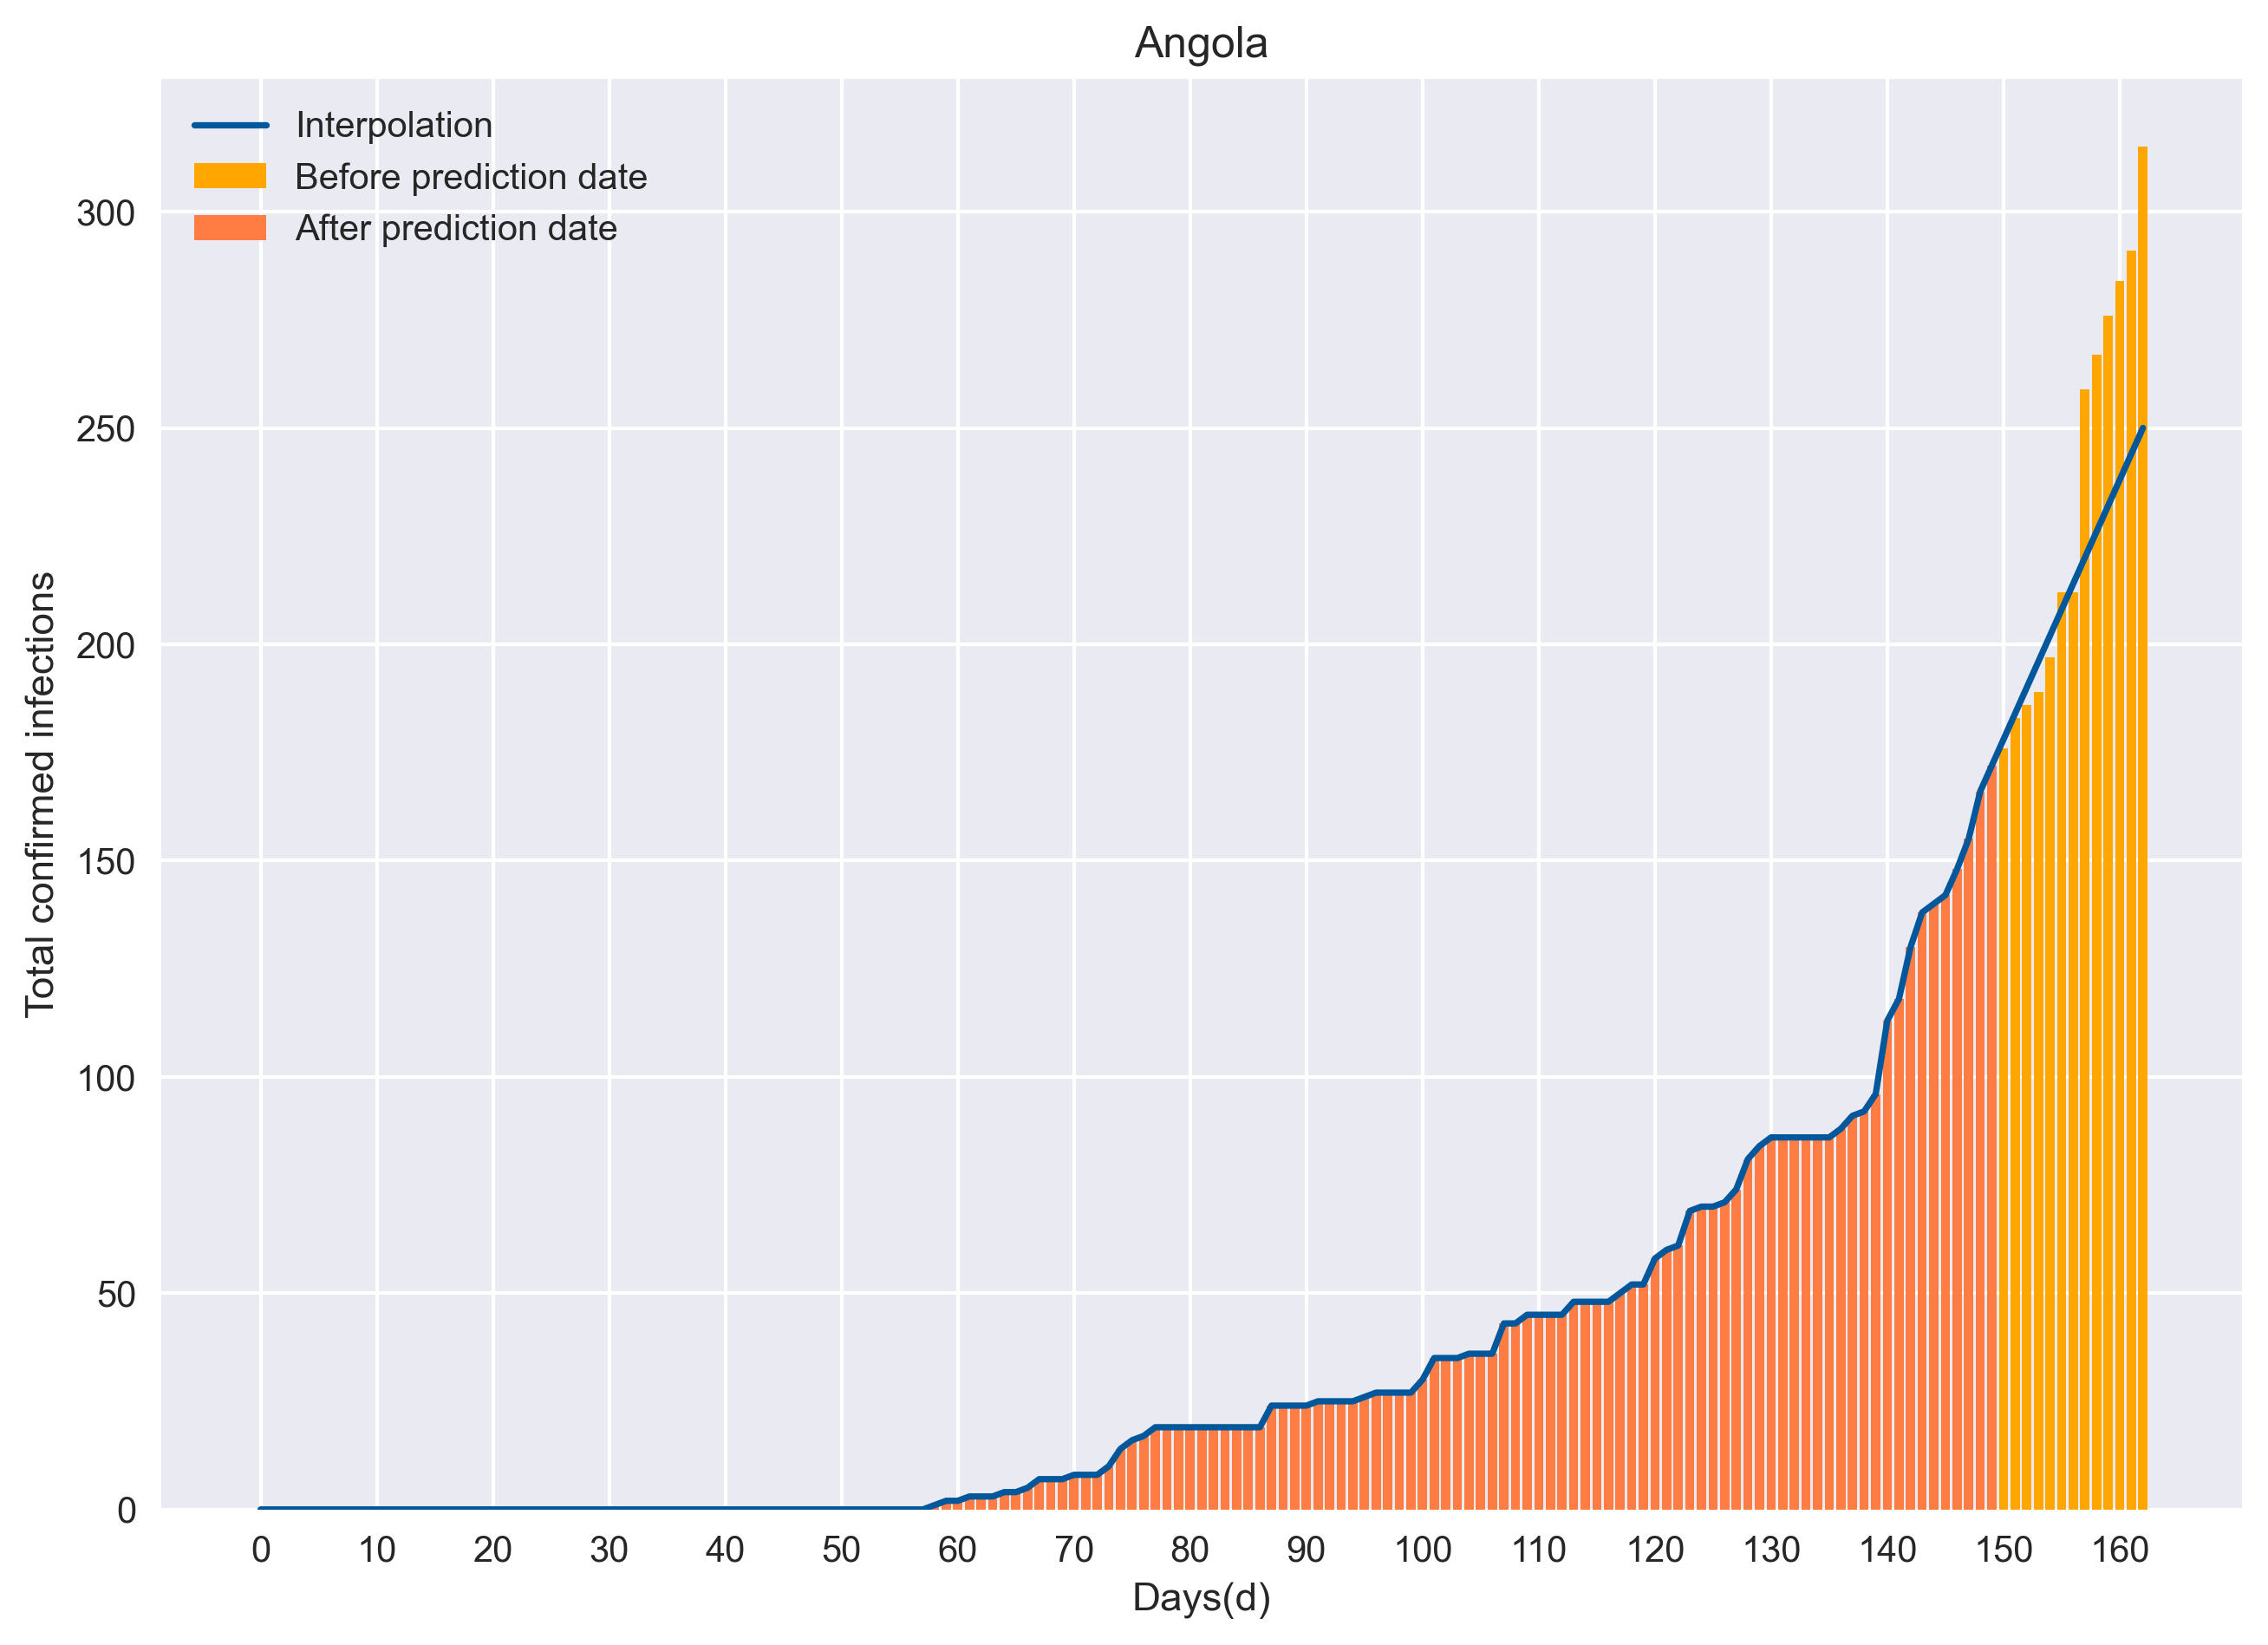 Angola
Interpolation
Before prediction date
After prediction date
300
250
200
150
100
50
0
Total confirmed infections
0 10 20 30 40 50 60 70 80 90 100 110 120 130 140 150 160
Days(d)